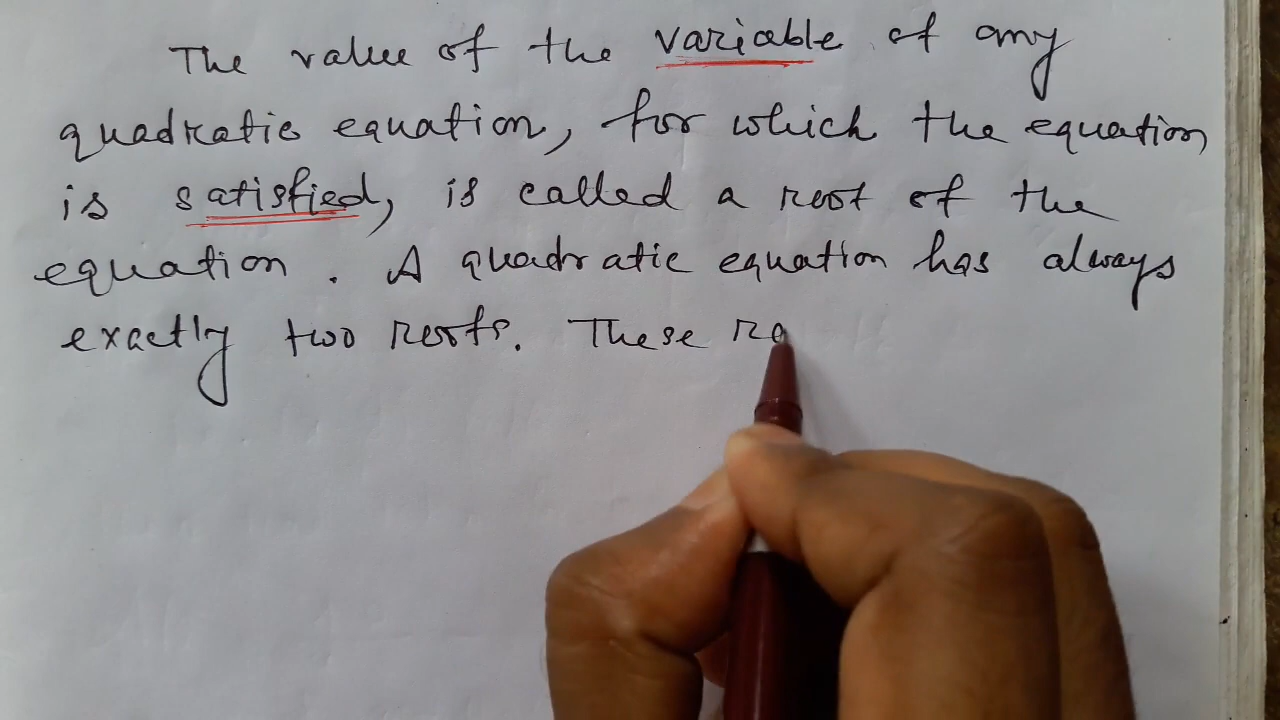 The value of the variable of any
quadratic equation, for which the equation
is satisfied, is called a root of the
equation. A quadratic equation has always
exactly two roots. These ro